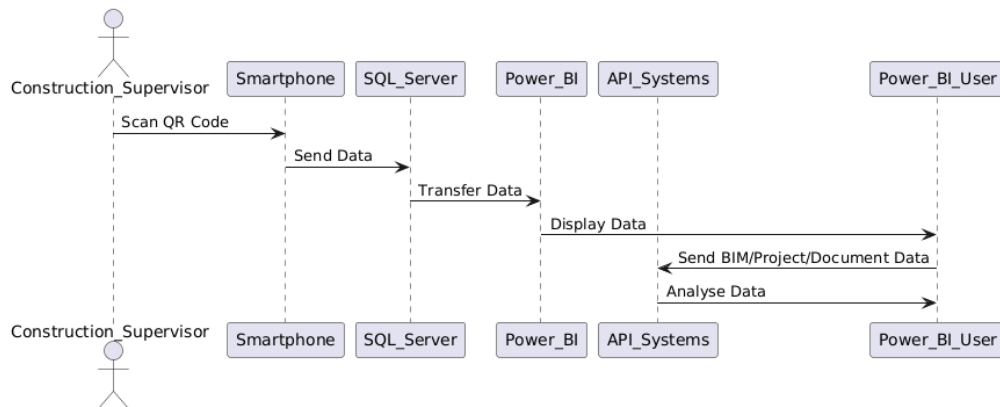 Construction_Supervisor
Smartphone
SQL_Server
Power_BI
API_Systems
Power_BI_User
Scan QR Code
Send Data
Transfer Data
Display Data
Send BIM/Project/Document Data
Analyse Data
Construction_Supervisor
Smartphone
SQL_Server
Power_BI
API_Systems
Power_BI_User